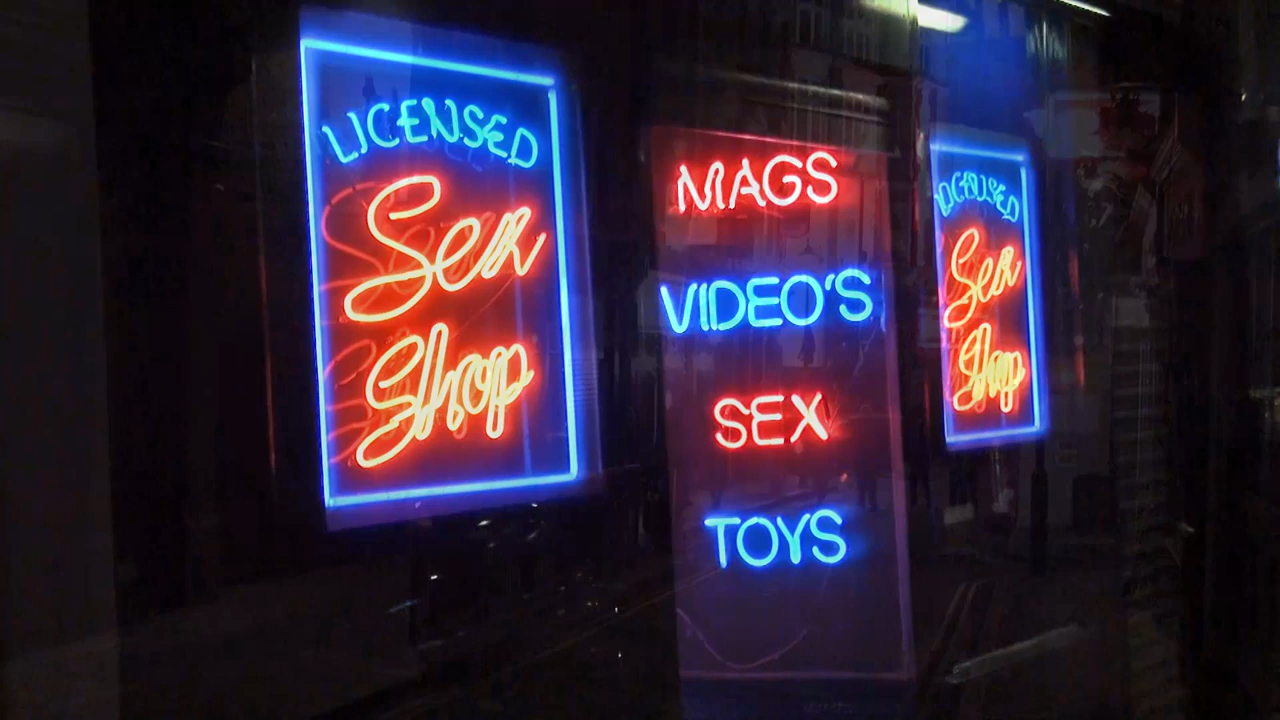 LICENSED
Sex
Shop
MAGS
VIDEO'S
SEX
TOYS
LICENSED
Sex
Shop